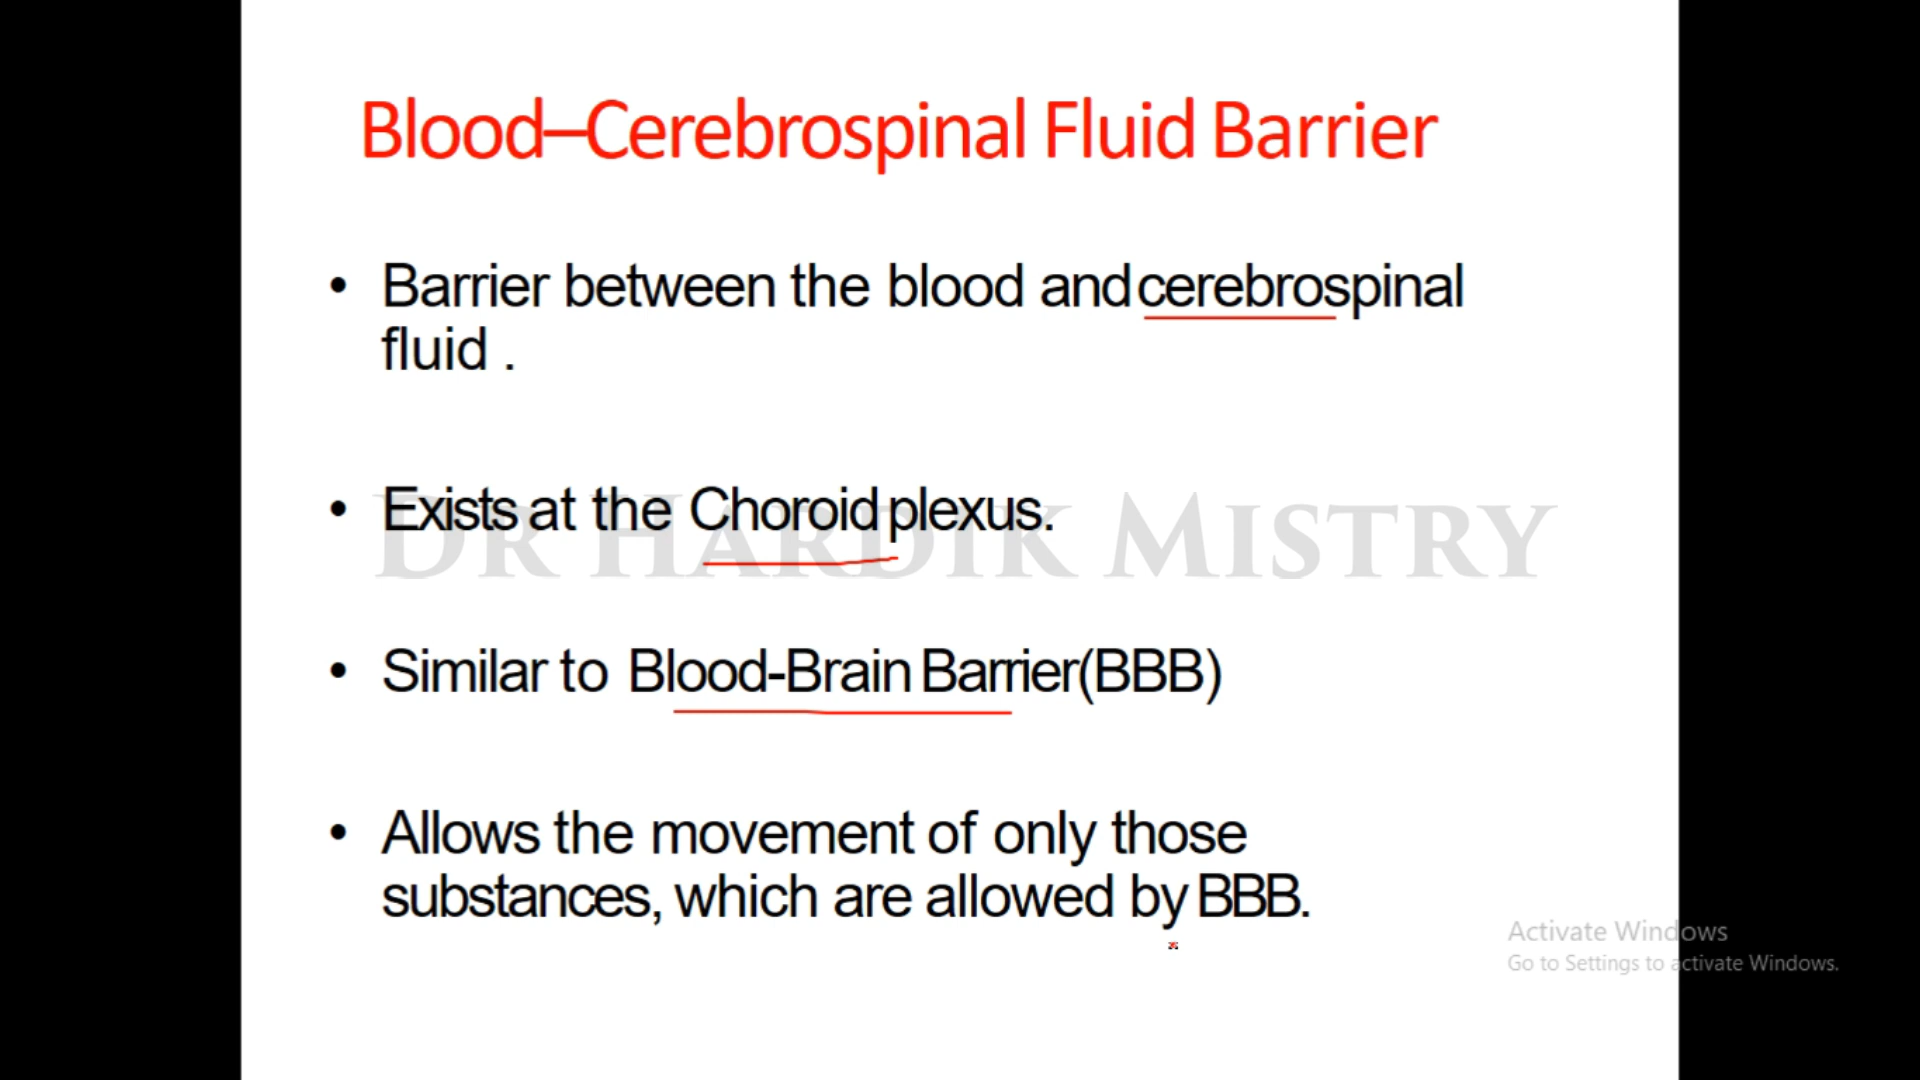 Blood–Cerebrospinal Fluid Barrier
• Barrier between the blood and cerebrospinal
fluid .
• Exists at the Choroid plexus.
DR HARDIK MISTRY
• Similar to Blood-Brain Barrier(BBB)
• Allows the movement of only those
substances, which are allowed by BBB.
Activate Windows
Go to Settings to activate Windows.